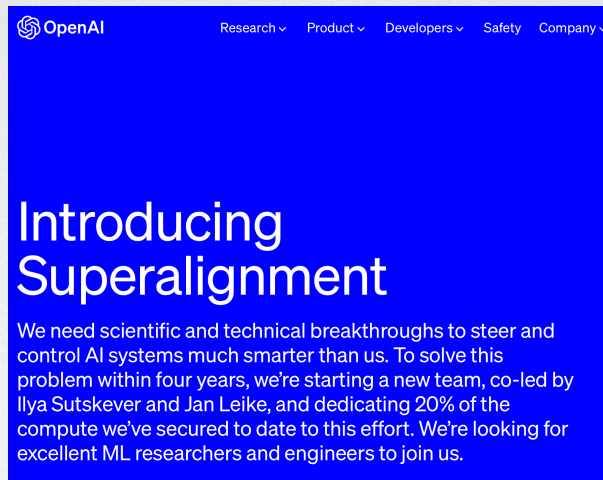 OpenAI Research Product Developers Safety Company
Introducing
Superalignment
We need scientific and technical breakthroughs to steer and
control AI systems much smarter than us. To solve this
problem within four years, we're starting a new team, co-led by
Ilya Sutskever and Jan Leike, and dedicating 20% of the
compute we've secured to date to this effort. We're looking for
excellent ML researchers and engineers to join us.